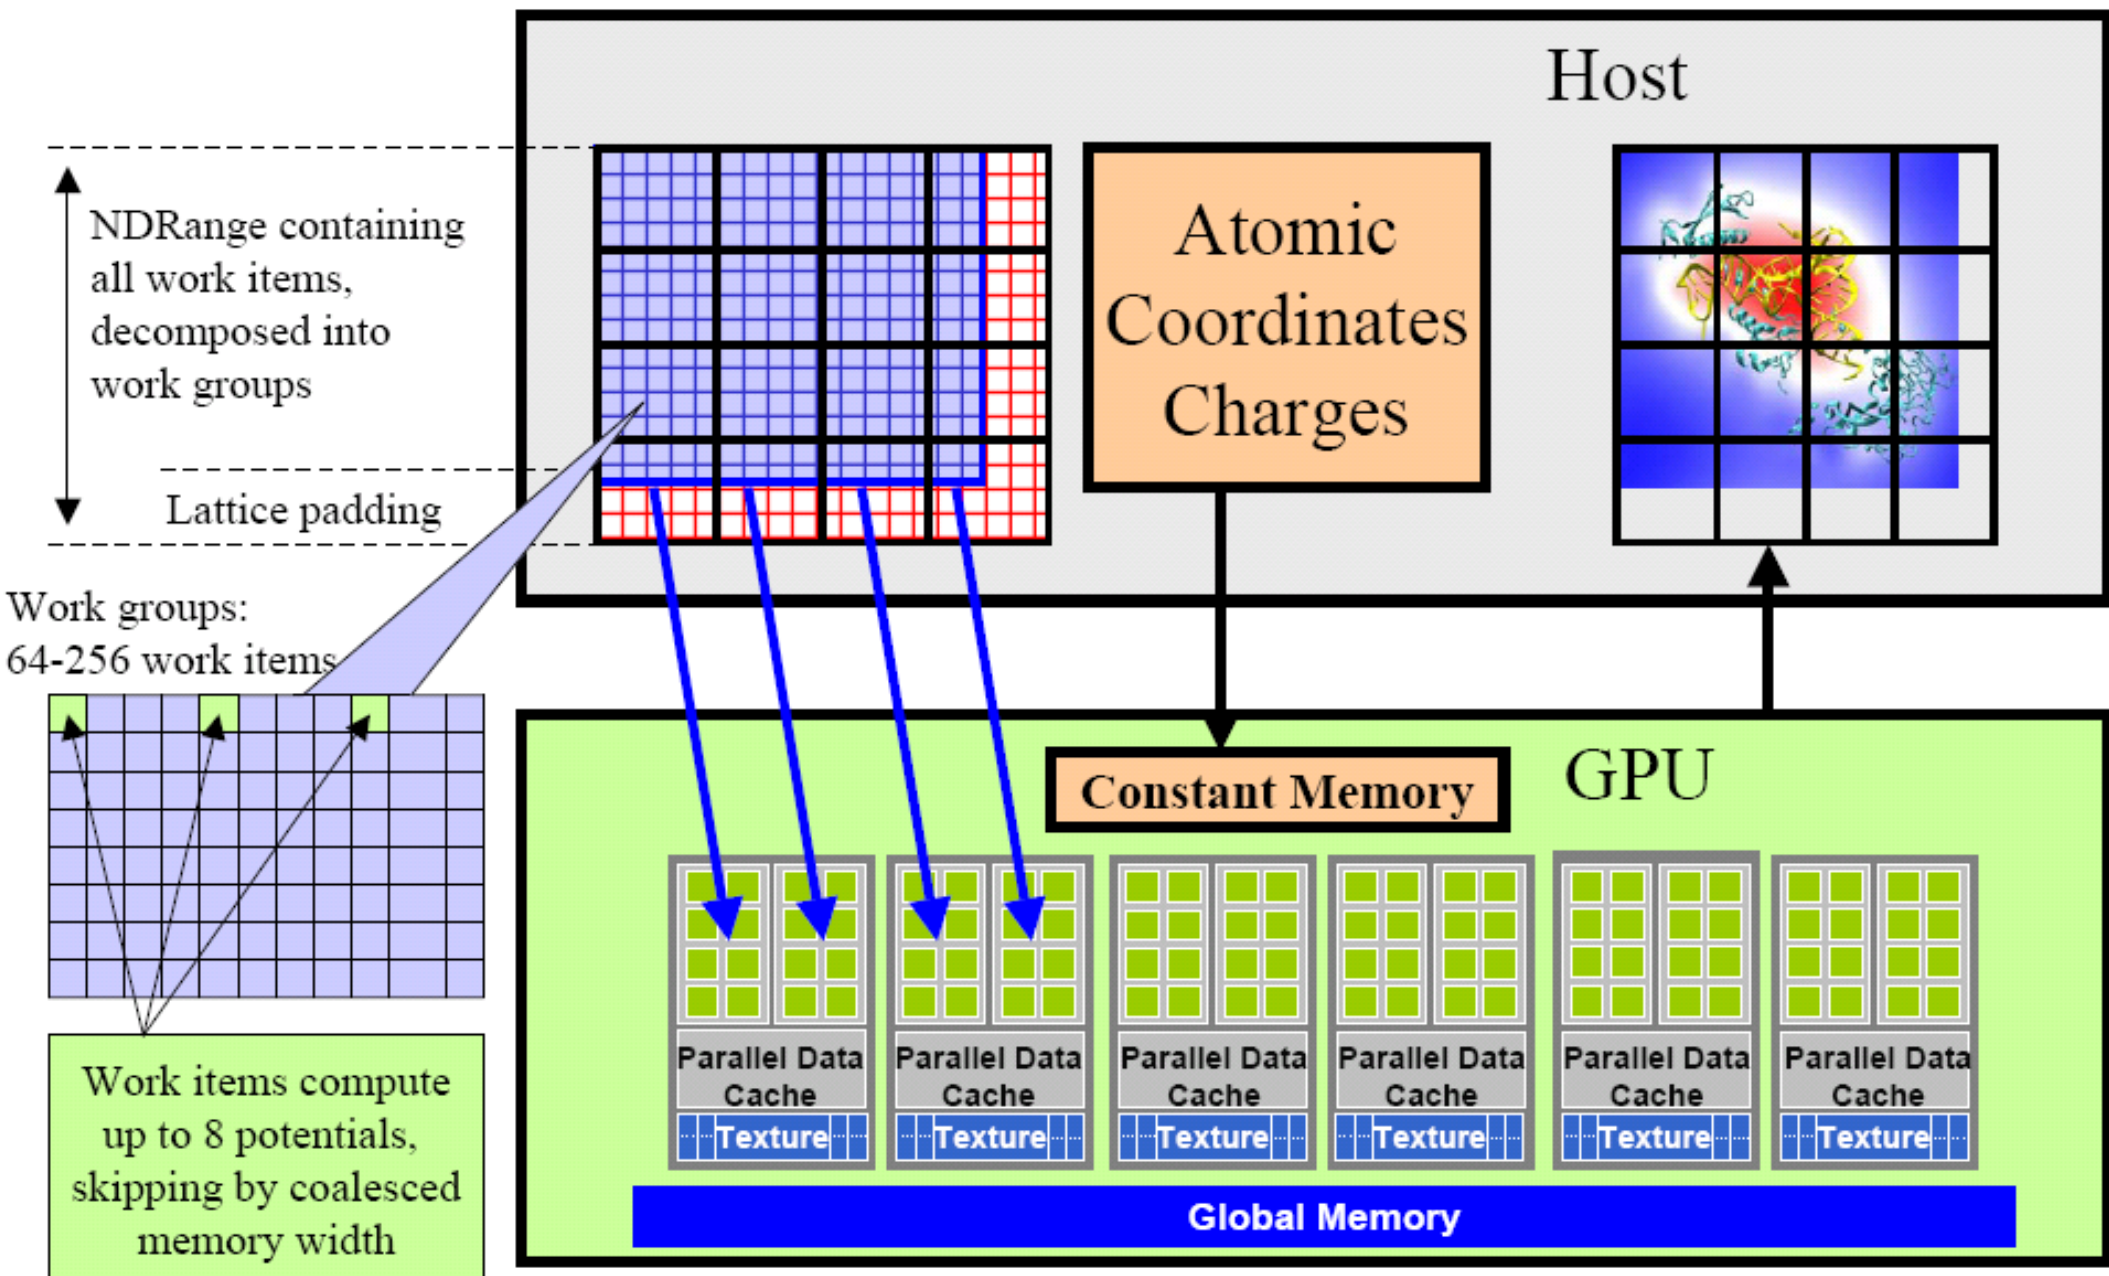 Host
NDRange containing
all work items,
decomposed into
work groups
Lattice padding
Atomic
Coordinates
Charges
Work groups:
64-256 work items
Work items compute
up to 8 potentials,
skipping by coalesced
memory width
GPU
Constant Memory
Parallel Data
Cache
Texture
Parallel Data
Cache
Texture
Parallel Data
Cache
Texture
Parallel Data
Cache
Texture
Parallel Data
Cache
Texture
Parallel Data
Cache
Texture
Global Memory